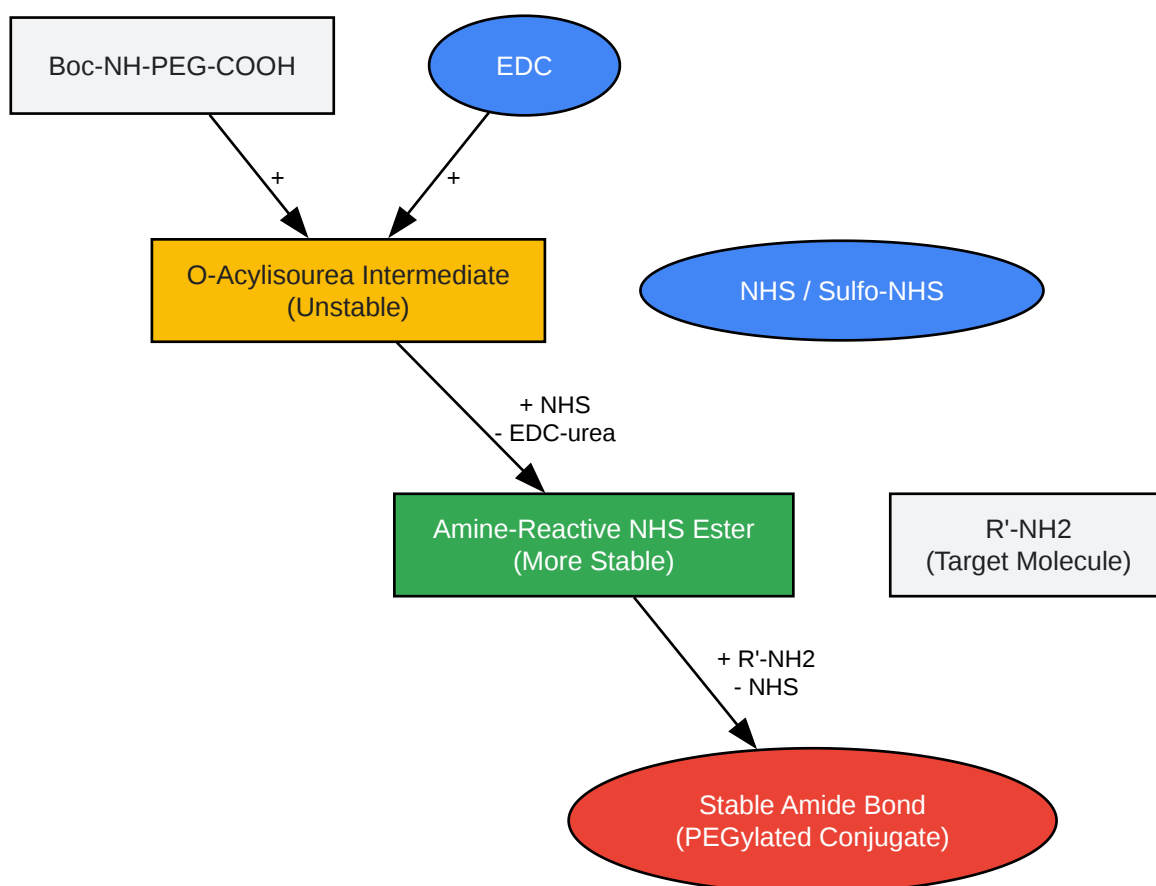 Boc-NH-PEG-COOH
EDC
+
+
O-Acylisourea Intermediate
(Unstable)
NHS / Sulfo-NHS
+ NHS
- EDC-urea
Amine-Reactive NHS Ester
(More Stable)
R'-NH2
(Target Molecule)
+ R'-NH2
- NHS
Stable Amide Bond
(PEGylated Conjugate)